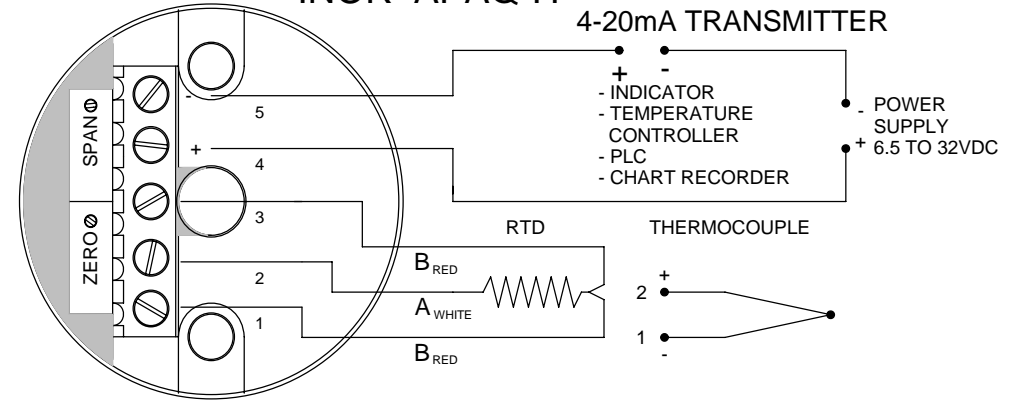 4-20mA TRANSMITTER
+ -
- INDICATOR
- TEMPERATURE
CONTROLLER
- PLC
- CHART RECORDER
- POWER
SUPPLY
+ 6.5 TO 32VDC
SPAN
ZERO
-
5
+
4
3
2
1
RTD
B RED
A WHITE
B RED
THERMOCOUPLE
+
2
1
-